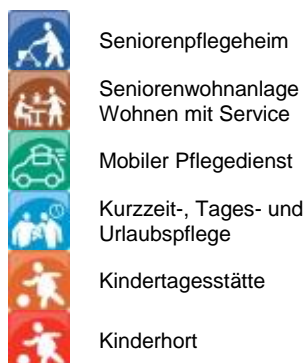 Seniorenpflegeheim
Seniorenwohnanlage
Wohnen mit Service
Mobiler Pflegedienst
Kurzzeit-, Tages- und
Urlaubspflege
Kindertagesstätte
Kinderhort